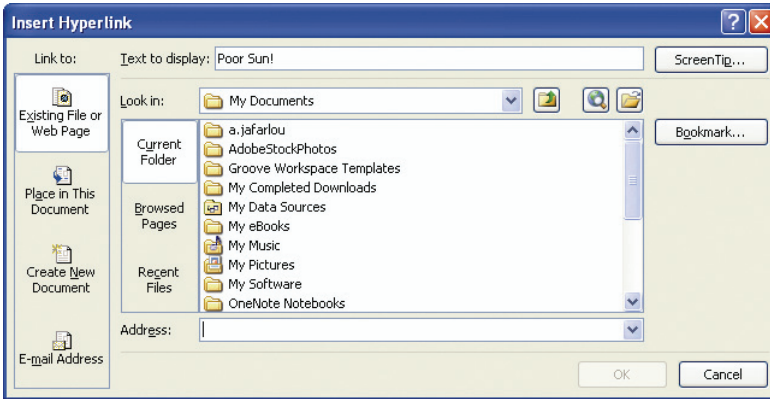 Insert Hyperlink
Link to:
Text to display: Poor Sun!
ScreenTip...
Existing File or
Web Page
Place in This
Document
Create New
Document
E-mail Address
Look in: My Documents
Current
Folder
Browsed
Pages
Recent
Files
a.jafarlou
AdobeStockPhotos
Groove Workspace Templates
My Completed Downloads
My Data Sources
My eBooks
My Music
My Pictures
My Software
OneNote Notebooks
Bookmark...
Address:
OK
Cancel